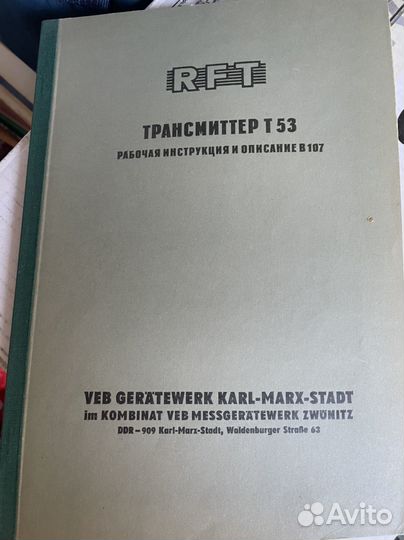 RFT
ТРАНСМИТТЕР Т 53
РАБОЧАЯ ИНСТРУКЦИЯ И ОПИСАНИЕ В 107
VEB GERÄTEWERK KARL-MARX-STADT
im KOMBINAT VEB MESSGERÄTEWERK ZWÖNITZ
DDR – 909 Karl-Marx-Stadt, Waldenburger Straße 63
Avito